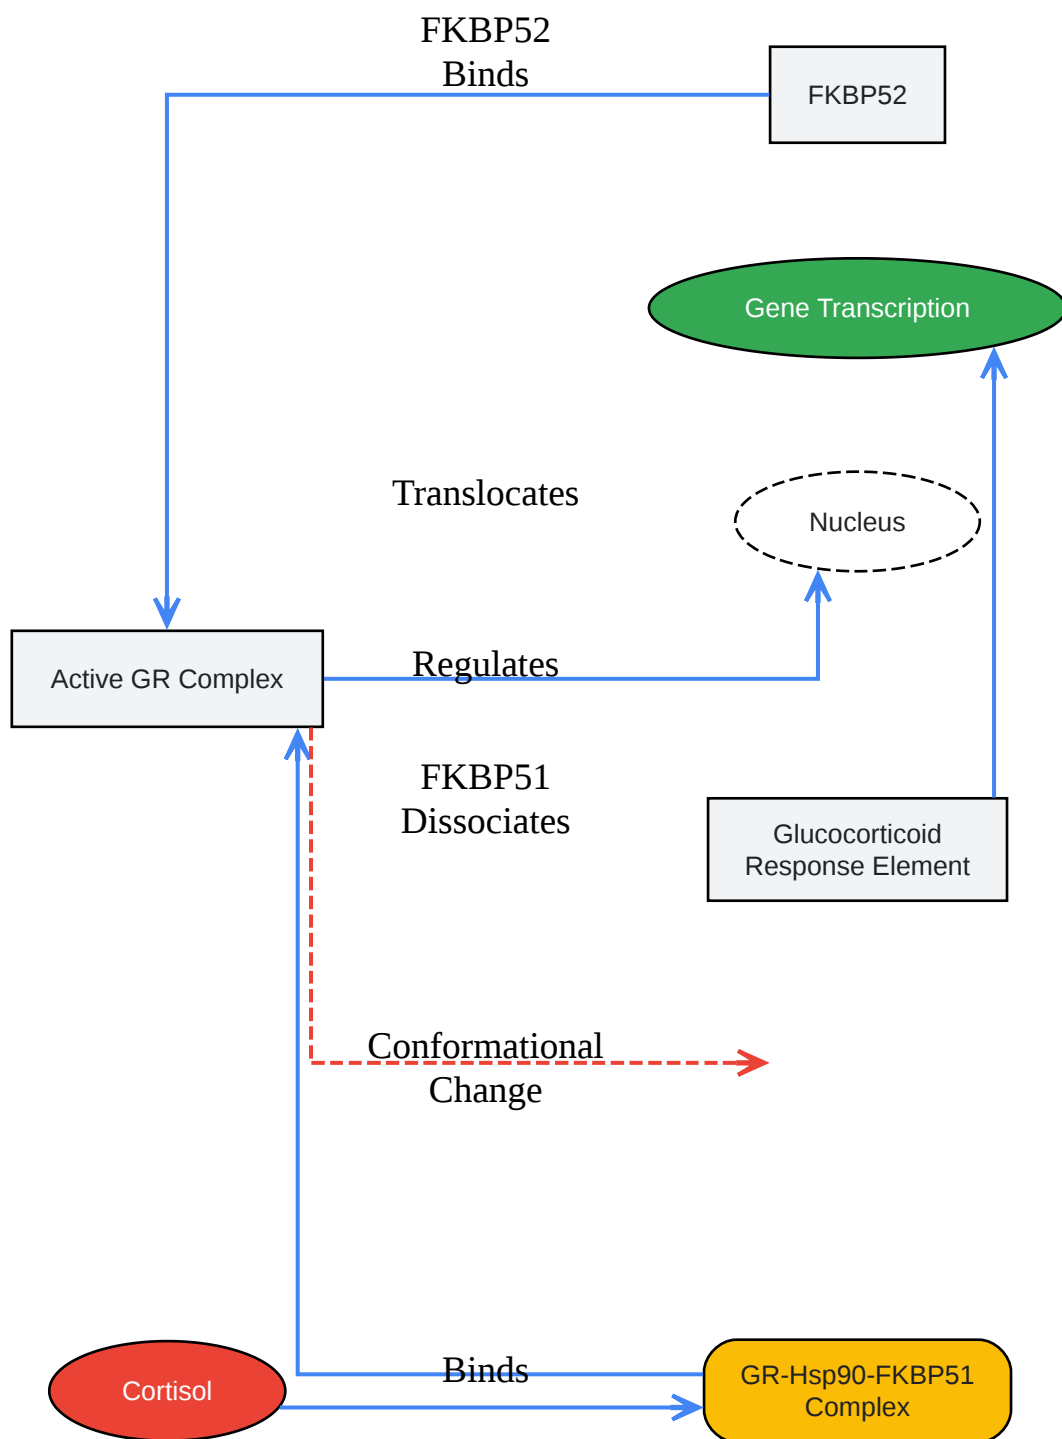 FKBP52
Binds
FKBP52
Gene Transcription
Translocates
Nucleus
Active GR Complex
Regulates
FKBP51
Dissociates
Glucocorticoid
Response Element
Conformational
Change
Cortisol
Binds
GR-Hsp90-FKBP51
Complex